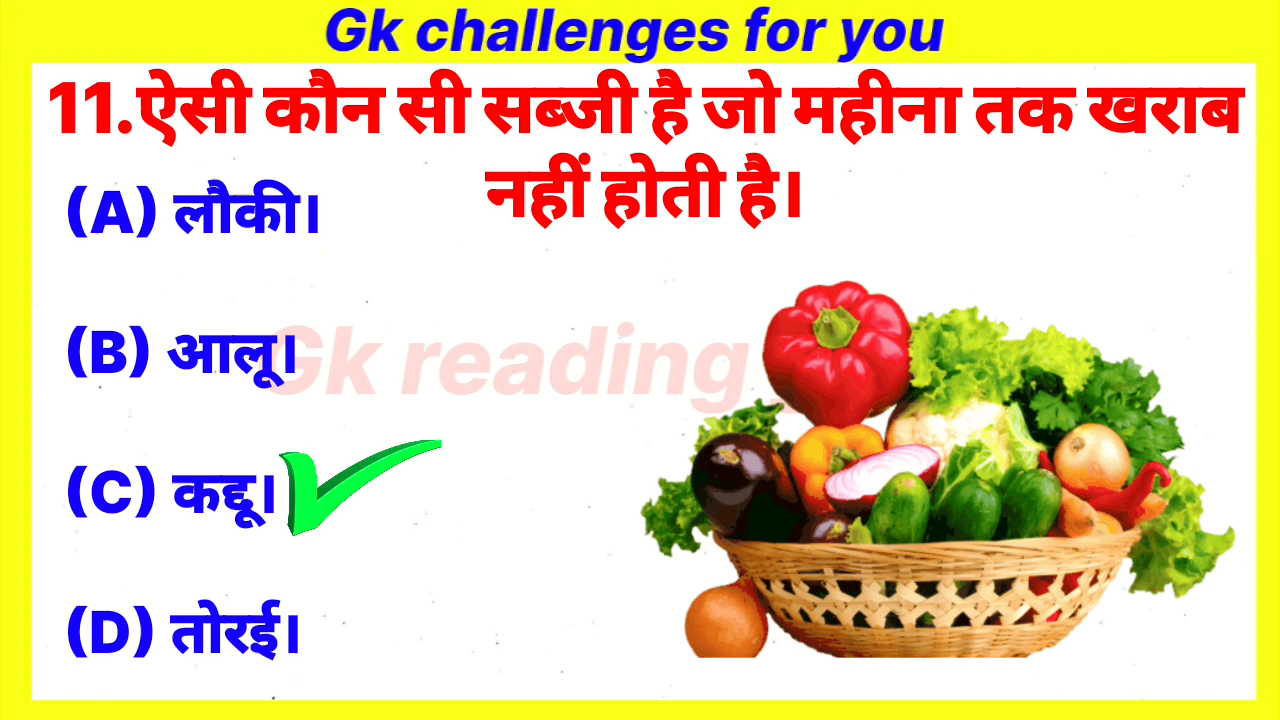 Gk challenges for you
11.ऐसी कौन सी सब्जी है जो महीना तक खराब
नहीं होती है।
(A) लौकी।
(B) आलू।
Gk reading
(C) कद्दू।
(D) तोरई।